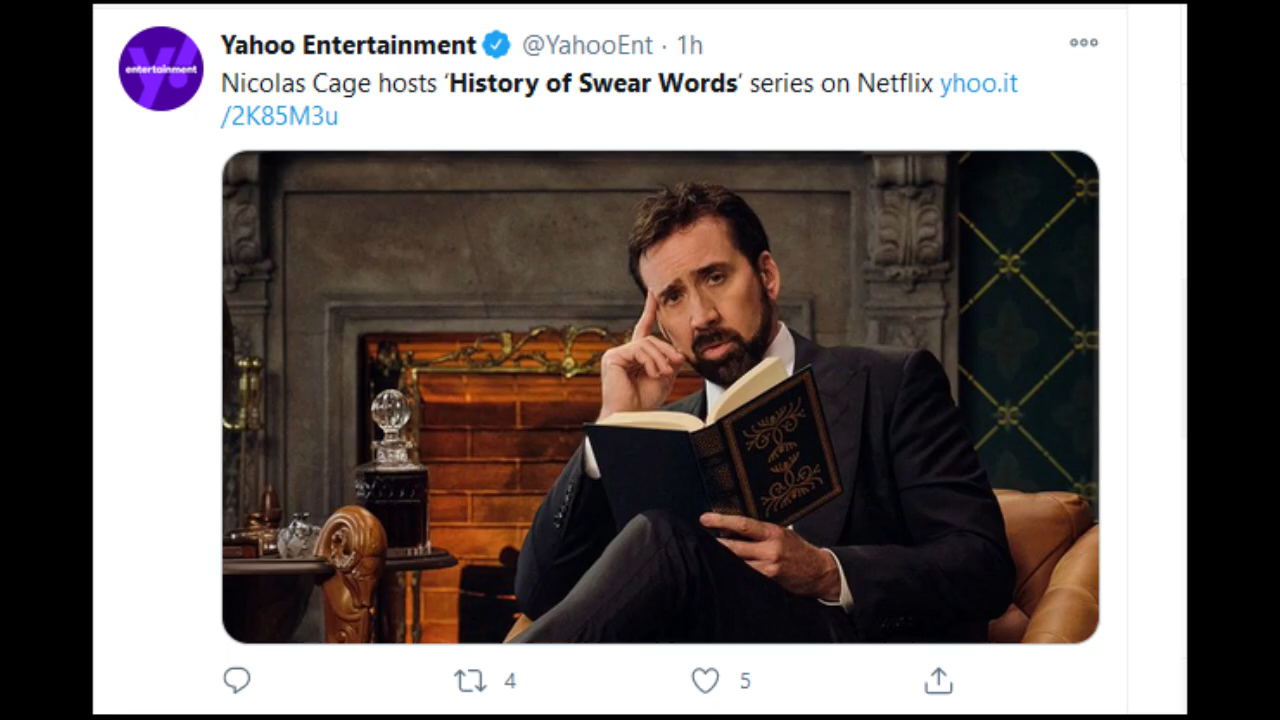 Yahoo Entertainment @YahooEnt · 1h
entertainment
Nicolas Cage hosts ‘History of Swear Words’ series on Netflix yhoo.it
/2K85M3u
4 5